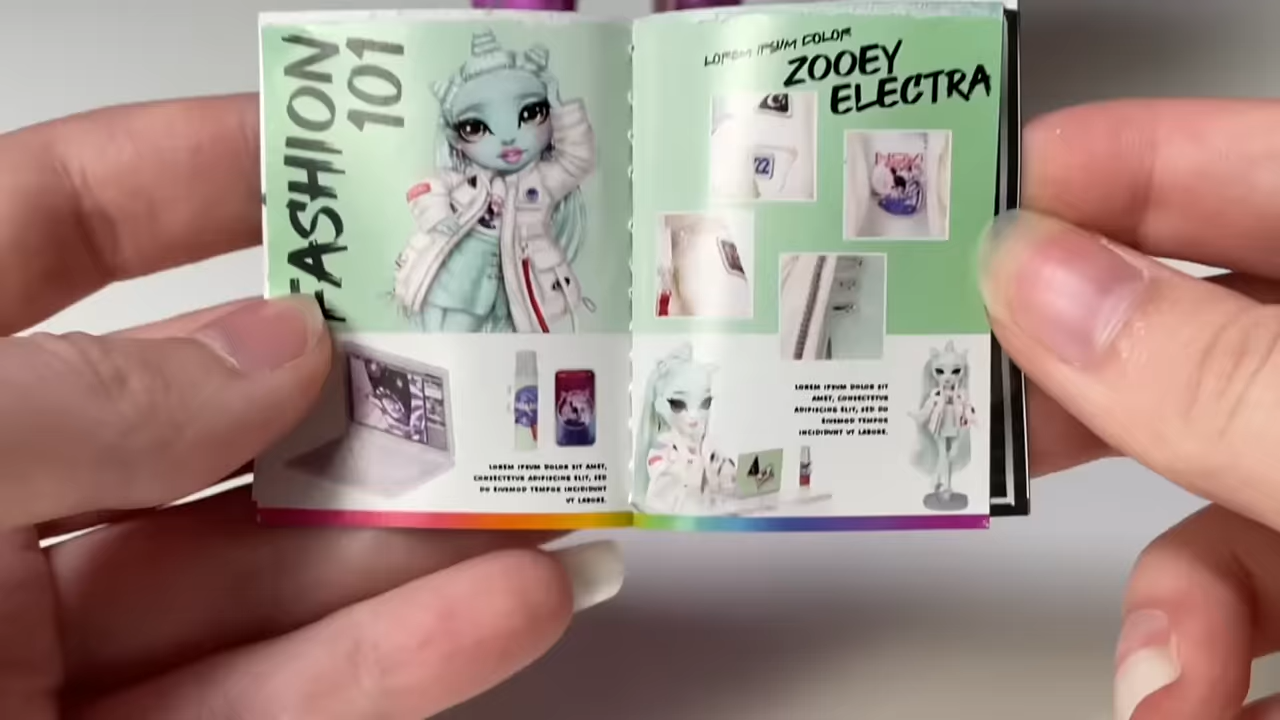 FASHION
101
LOREM IPSUM DOLOR SIT AMET,
CONSECTETUR ADIPISCING ELIT, SED
DO EIUSMOD TEMPOR INCIDIDUNT
UT LABORE.
LOREM IPSUM COLOR
ZOOEY
ELECTRA
22
LOREM IPSUM DOLOR SIT
AMET, CONSECTETUR
ADIPISCING ELIT, SED DO
EIUSMOD TEMPOR
INCIDIDUNT UT LABORE.